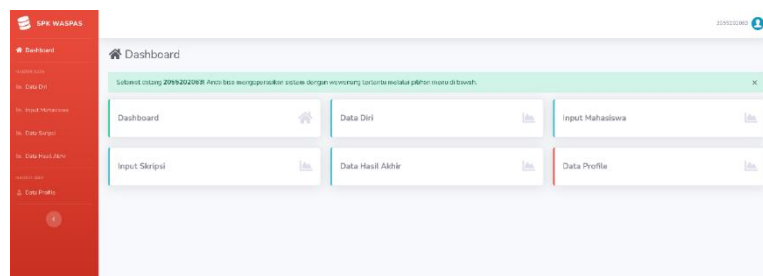 SPK WASPAS
Dashboard
Data Diri
Input Mahasiswa
Data Skripsi
Data Hasil Akhir
Data Profile
Dashboard
Selamat datang! Anda bisa mengoperasikan sistem dengan wewenang tertentu melalui pilihan menu di bawah.
×
Dashboard
Data Diri
Input Mahasiswa
Input Skripsi
Data Hasil Akhir
Data Profile